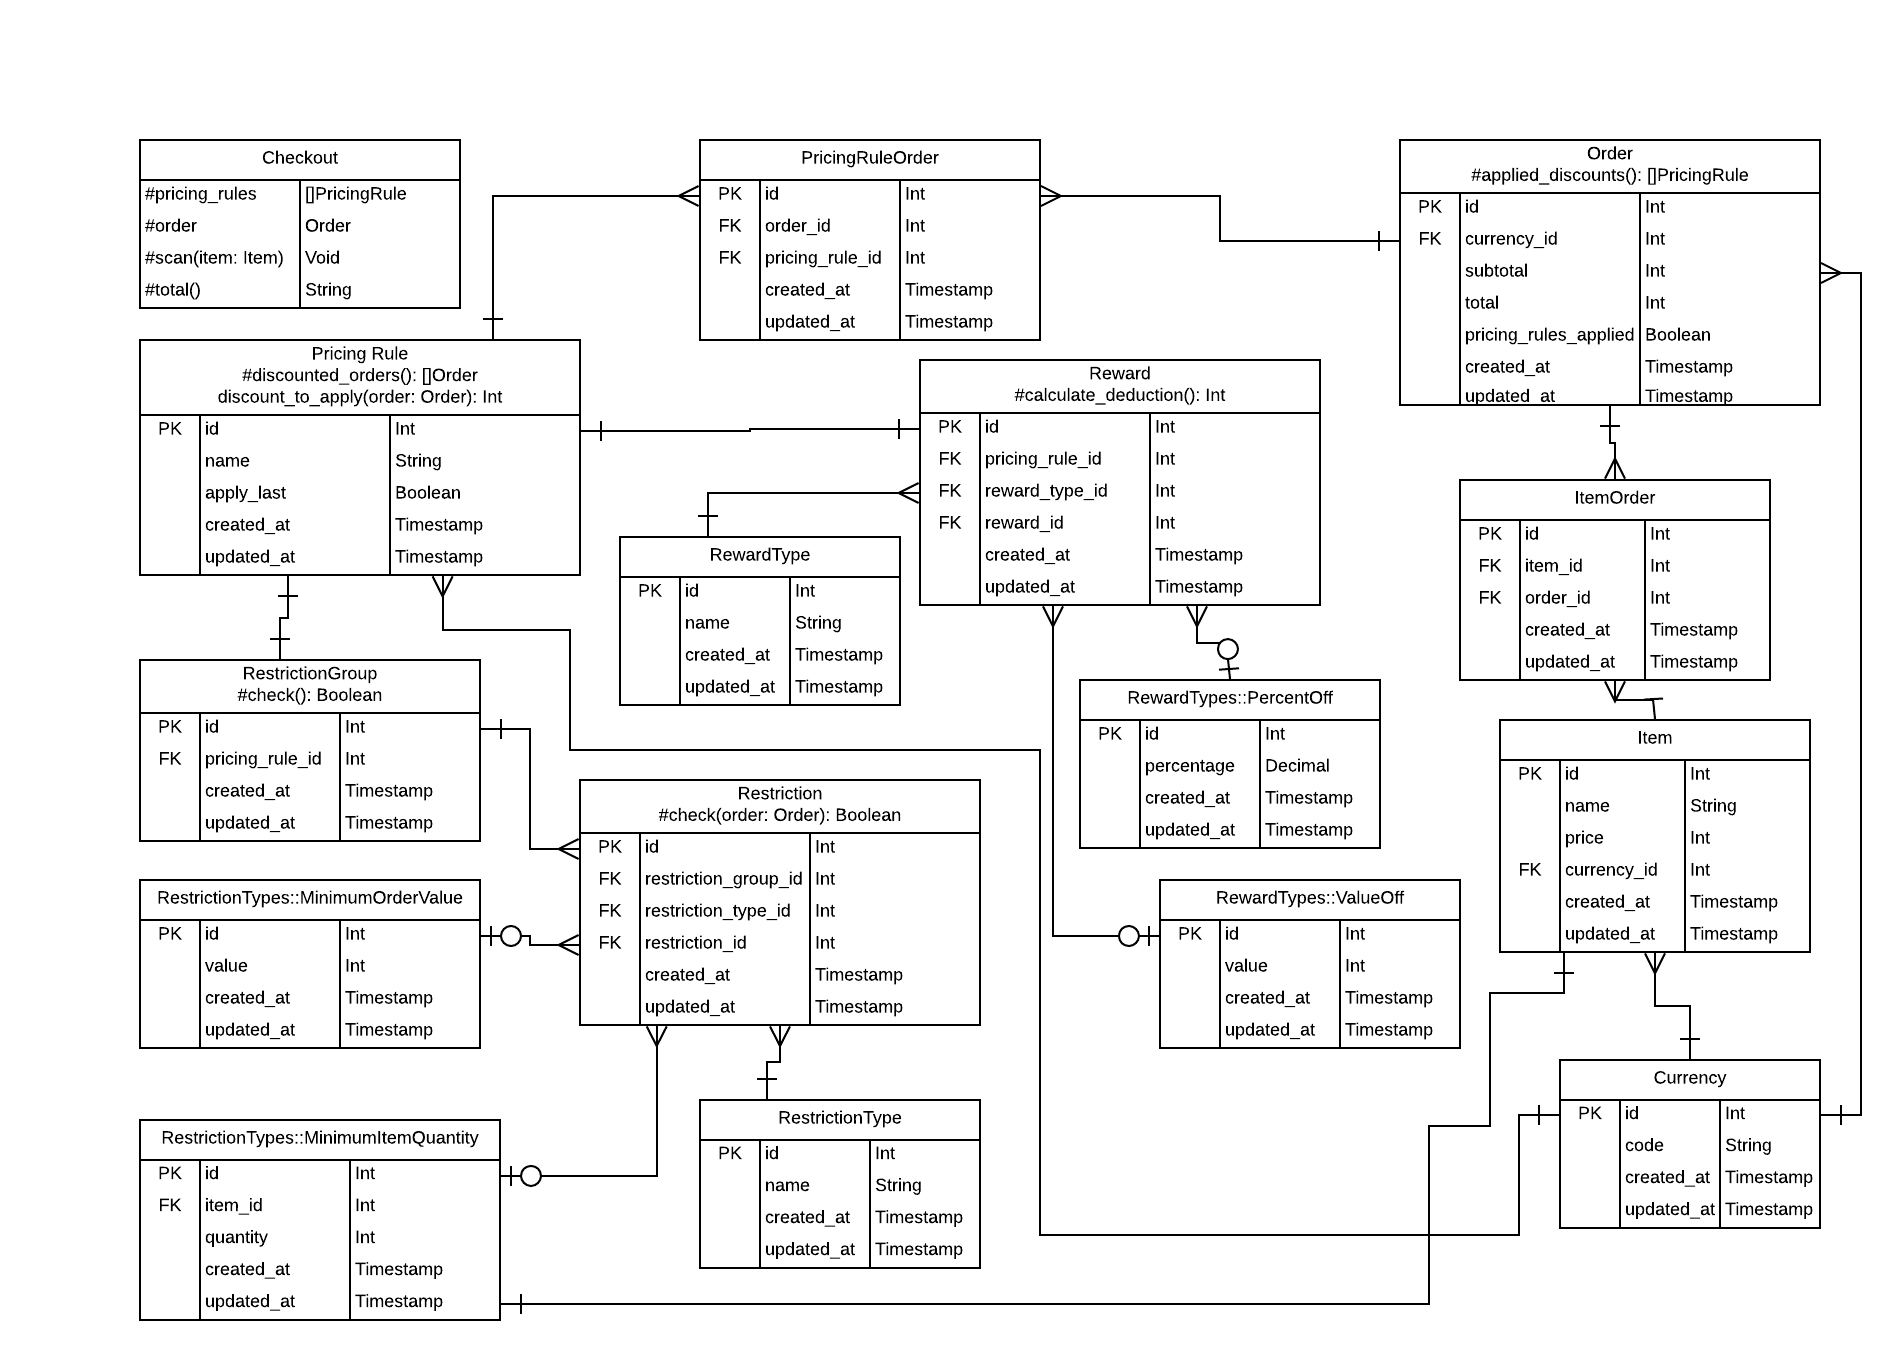 Checkout
#pricing_rules []PricingRule
#order Order
#scan(item: Item) Void
#total() String
PricingRuleOrder
PK id Int
FK order_id Int
FK pricing_rule_id Int
created_at Timestamp
updated_at Timestamp
Order
#applied_discounts(): []PricingRule
PK id Int
FK currency_id Int
subtotal Int
total Int
pricing_rules_applied Boolean
created_at Timestamp
updated_at Timestamp
Pricing Rule
#discounted_orders(): []Order
discount_to_apply(order: Order): Int
PK id Int
name String
apply_last Boolean
created_at Timestamp
updated_at Timestamp
Reward
#calculate_deduction(): Int
PK id Int
FK pricing_rule_id Int
FK reward_type_id Int
FK reward_id Int
created_at Timestamp
updated_at Timestamp
RewardType
PK id Int
name String
created_at Timestamp
updated_at Timestamp
ItemOrder
PK id Int
FK item_id Int
FK order_id Int
created_at Timestamp
updated_at Timestamp
RestrictionGroup
#check(): Boolean
PK id Int
FK pricing_rule_id Int
created_at Timestamp
updated_at Timestamp
RewardTypes::PercentOff
PK id Int
percentage Decimal
created_at Timestamp
updated_at Timestamp
Item
PK id Int
name String
price Int
FK currency_id Int
created_at Timestamp
updated_at Timestamp
Restriction
#check(order: Order): Boolean
PK id Int
FK restriction_group_id Int
FK restriction_type_id Int
FK restriction_id Int
created_at Timestamp
updated_at Timestamp
RestrictionTypes::MinimumOrderValue
PK id Int
value Int
created_at Timestamp
updated_at Timestamp
RewardTypes::ValueOff
PK id Int
value Int
created_at Timestamp
updated_at Timestamp
Currency
PK id Int
code String
created_at Timestamp
updated_at Timestamp
RestrictionType
PK id Int
name String
created_at Timestamp
updated_at Timestamp
RestrictionTypes::MinimumItemQuantity
PK id Int
FK item_id Int
quantity Int
created_at Timestamp
updated_at Timestamp